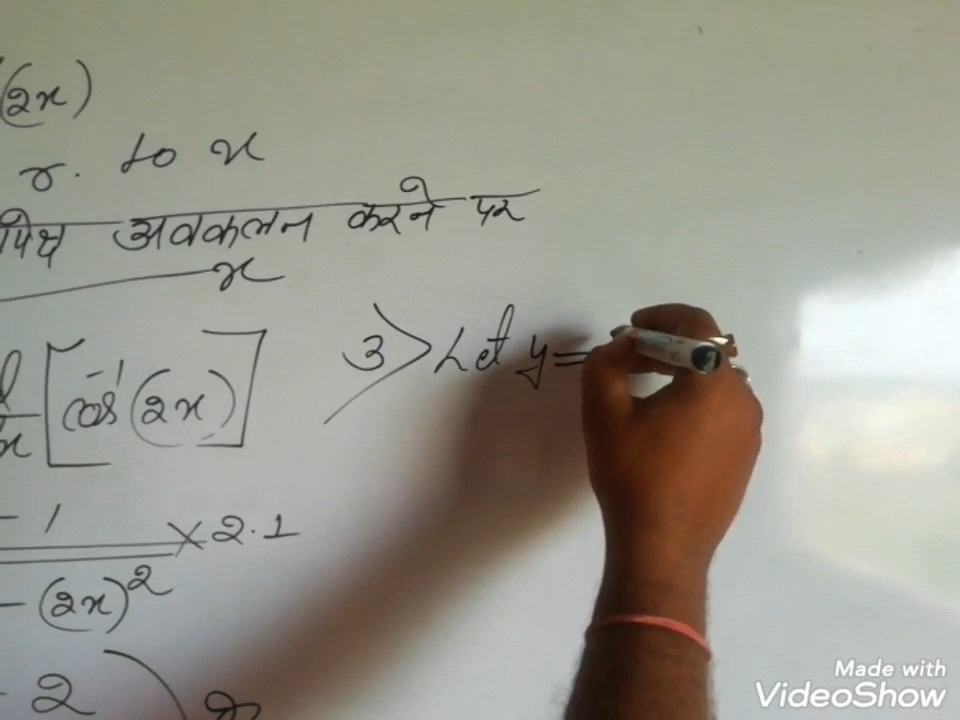 (2x)
r. to x
अवकलन करने पर
x
[cos⁻¹(2x)]
3> Let y =
-1
× 2.1
- (2x)²
2
Made with
VideoShow